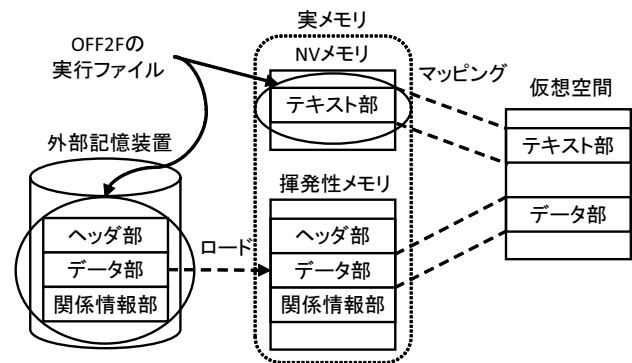 実メモリ
OFF2Fの
実行ファイル
NVメモリ
マッピング
仮想空間
テキスト部
テキスト部
外部記憶装置
揮発性メモリ
データ部
ヘッダ部
ロード
ヘッダ部
データ部
データ部
関係情報部
関係情報部